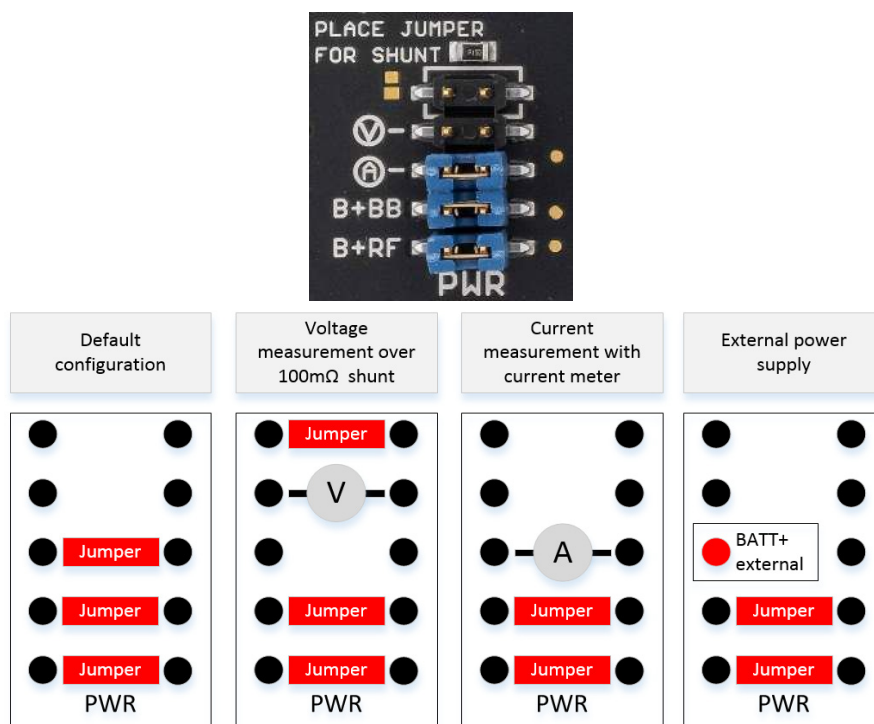 PLACE JUMPER
FOR SHUNT
R100
V
A
B+BB
B+RF
PWR
Default
configuration
Voltage
measurement over
100mΩ shunt
Current
measurement with
current meter
External power
supply
Jumper
Jumper
Jumper
PWR
Jumper
V
Jumper
Jumper
PWR
A
Jumper
Jumper
PWR
BATT+
external
Jumper
Jumper
PWR